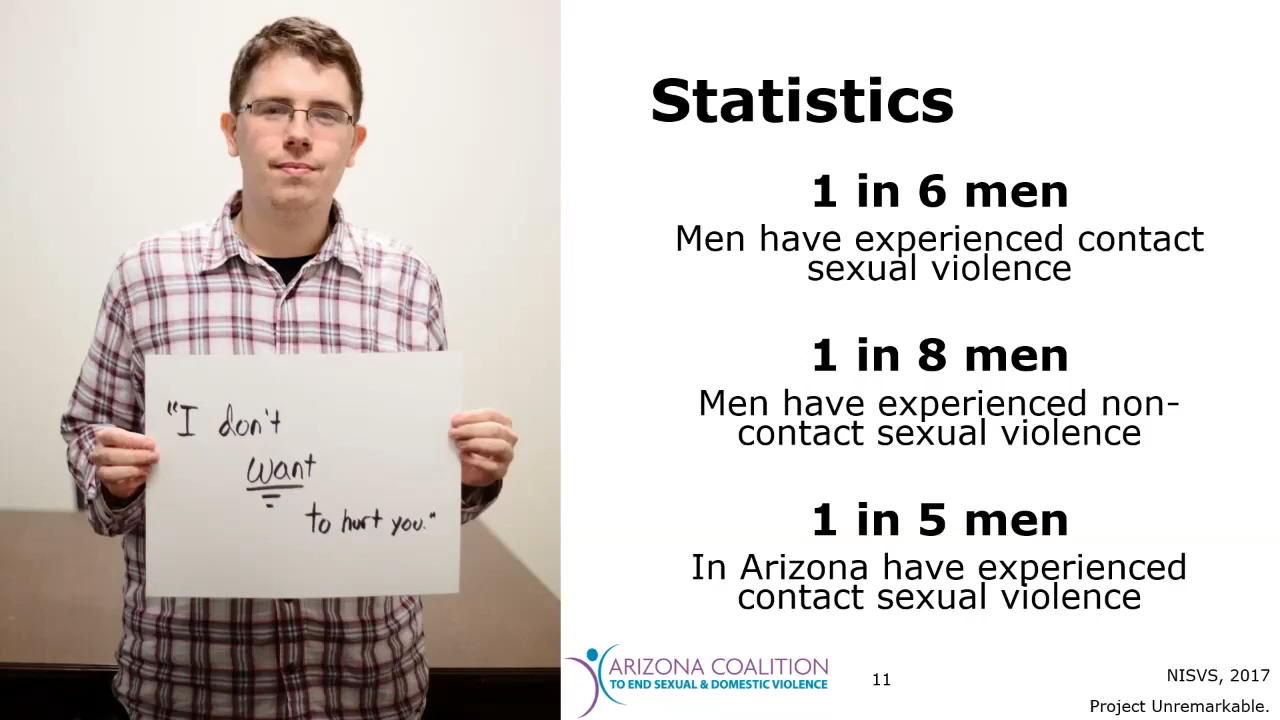 "I don't
want
to hurt you."
Statistics
1 in 6 men
Men have experienced contact
sexual violence
1 in 8 men
Men have experienced non-
contact sexual violence
1 in 5 men
In Arizona have experienced
contact sexual violence
ARIZONA COALITION
TO END SEXUAL & DOMESTIC VIOLENCE
11
NISVS, 2017
Project Unremarkable.